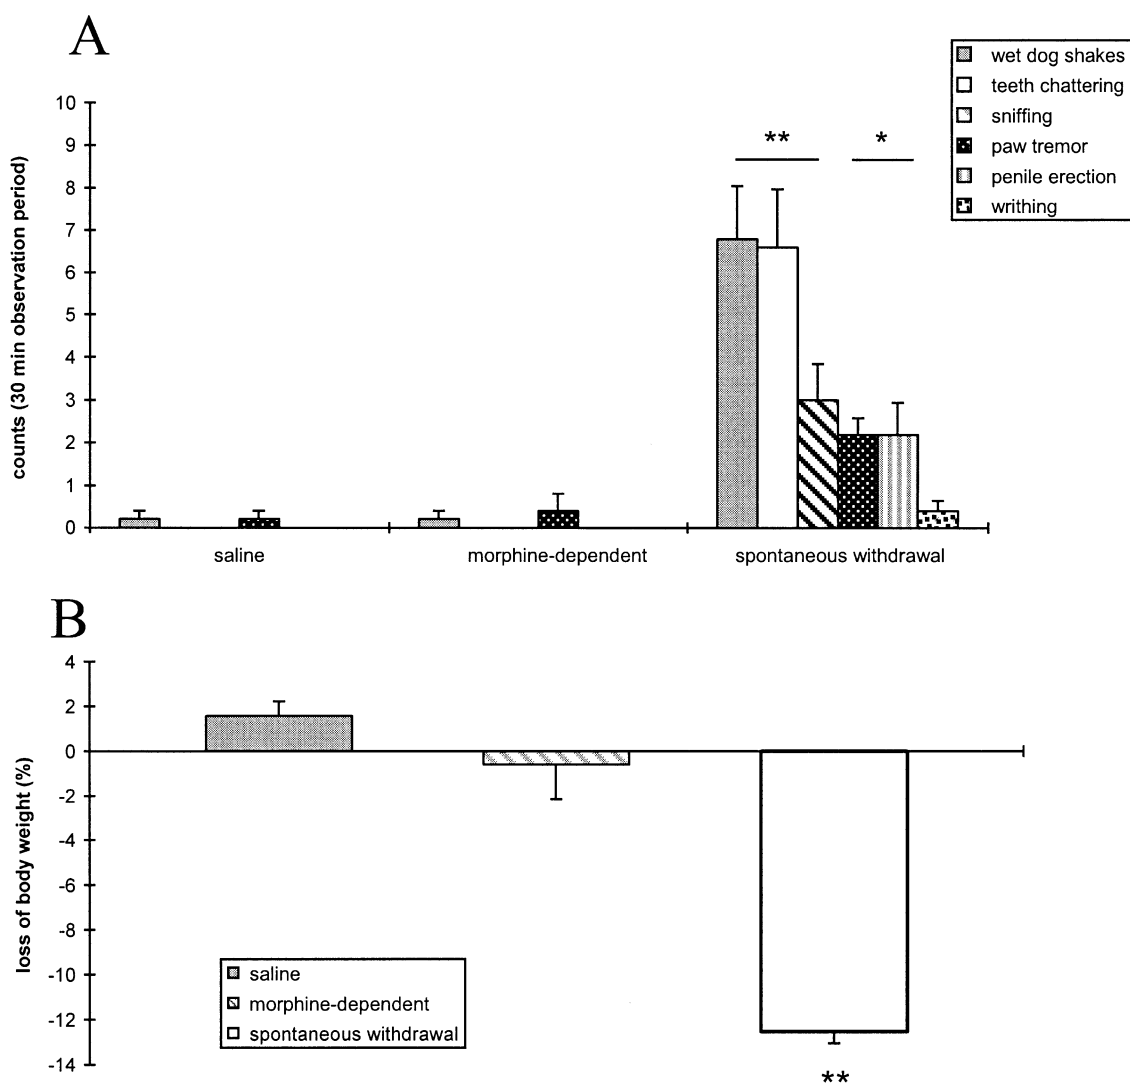 A
wet dog shakes
teeth chattering
sniffing
paw tremor
penile erection
writhing
counts (30 min observation period)
10
9
8
7
6
5
4
3
2
1
0
** *
saline morphine-dependent spontaneous withdrawal
B
loss of body weight (%)
4
2
0
-2
-4
-6
-8
-10
-12
-14
saline
morphine-dependent
spontaneous withdrawal
**